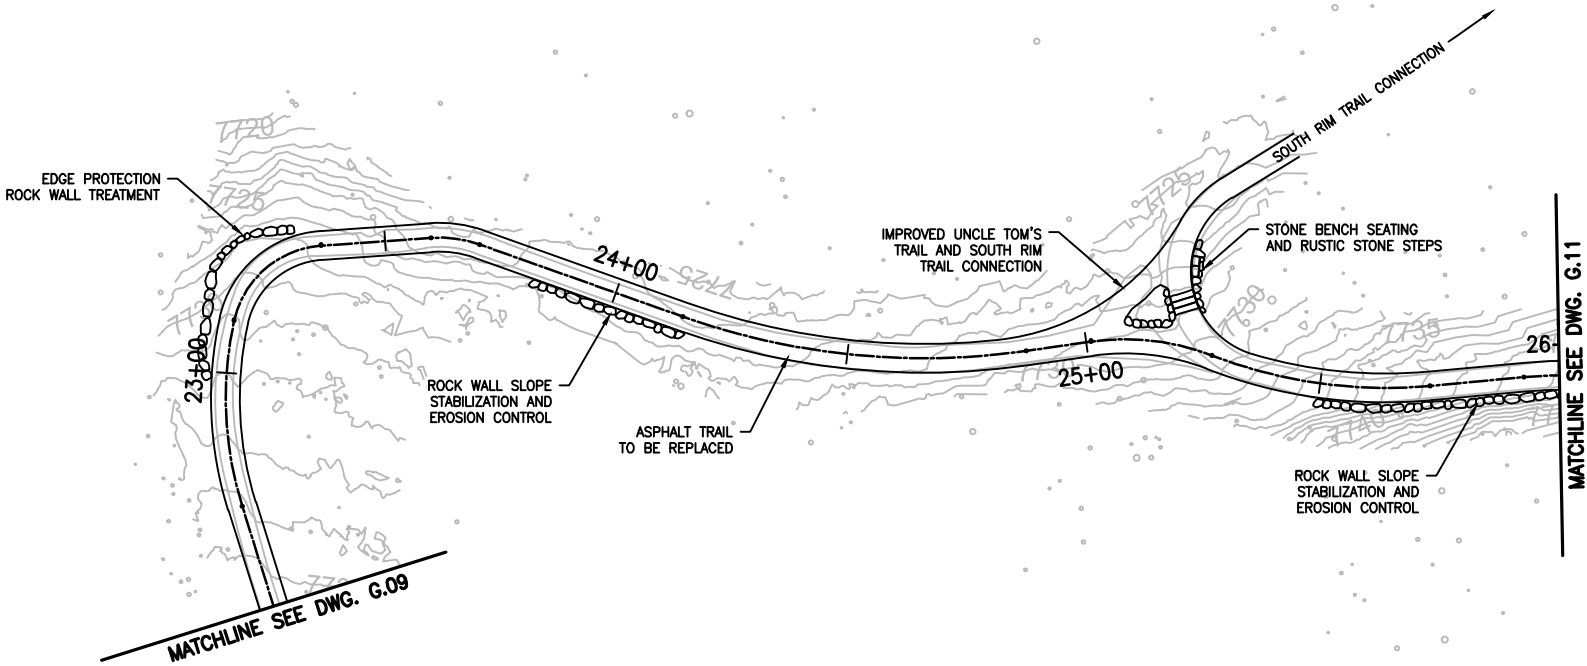 SOUTH RIM TRAIL CONNECTION
7720
EDGE PROTECTION
ROCK WALL TREATMENT
7725
7725
IMPROVED UNCLE TOM'S
TRAIL AND SOUTH RIM
TRAIL CONNECTION
STONE BENCH SEATING
AND RUSTIC STONE STEPS
24+00
7725
7730
7735
23+00
25+00
26
ROCK WALL SLOPE
STABILIZATION AND
EROSION CONTROL
ASPHALT TRAIL
TO BE REPLACED
7740
ROCK WALL SLOPE
STABILIZATION AND
EROSION CONTROL
MATCHLINE SEE DWG. G.11
MATCHLINE SEE DWG. G.09